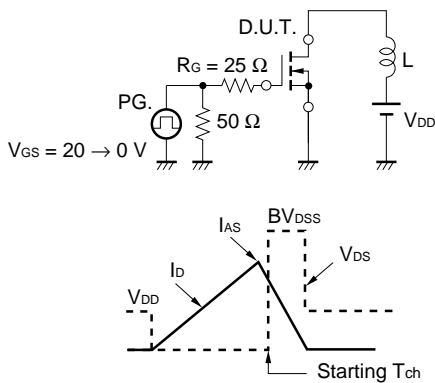 D.U.T.
RG = 25 Ω
L
PG.
50 Ω
VDD
VGS = 20 → 0 V
BVDSS
IAS
VDS
ID
VDD
Starting Tch